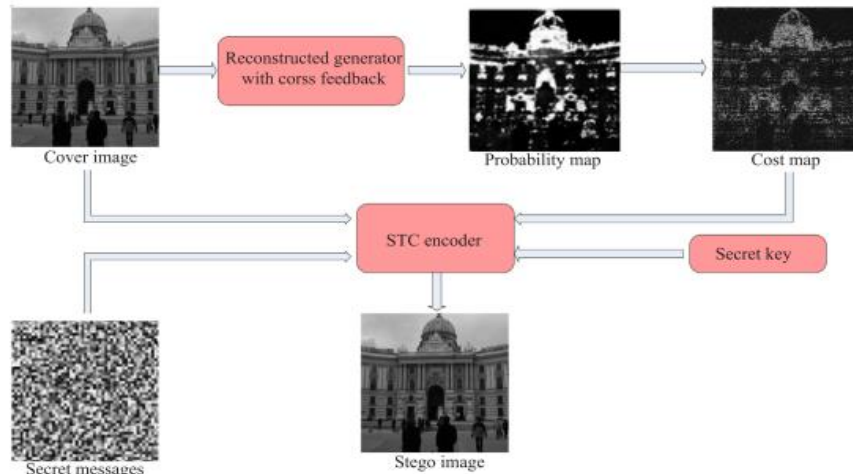 Reconstructed generator
with corss feedback
Cover image
Probability map
Cost map
STC encoder
Secret key
Secret messages
Stego image